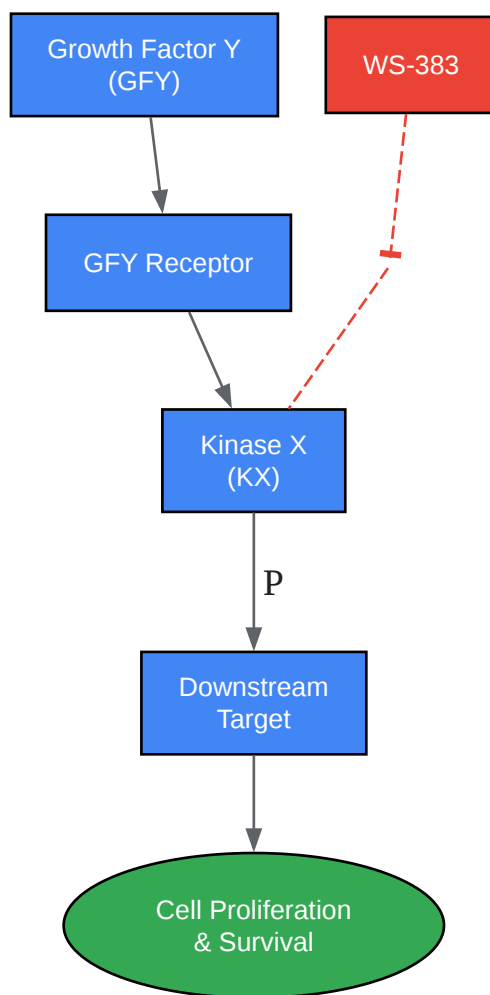 Growth Factor Y
(GFY)
WS-383
GFY Receptor
Kinase X
(KX)
P
Downstream
Target
Cell Proliferation
& Survival